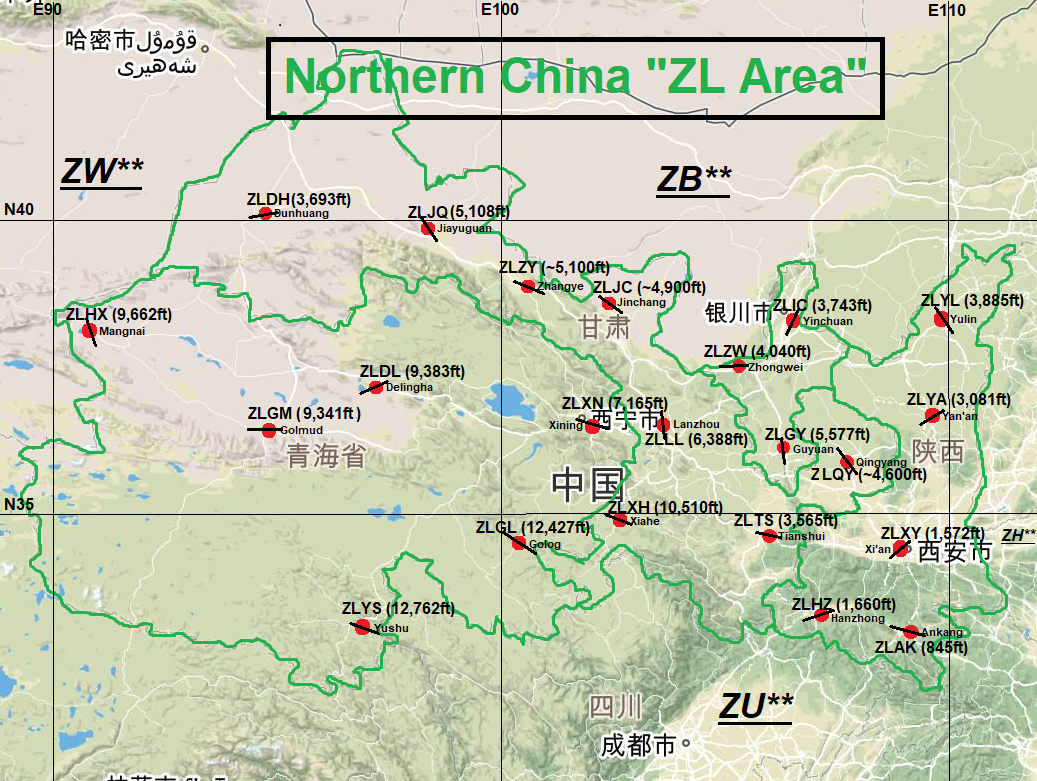 E90
E100
E110
哈密市قۇمۇل
شەھىرى
Northern China "ZL Area"
ZW**
ZB**
N40
ZLDH(3,693ft)
Dunhuang
ZLJQ(5,108ft)
Jiayuguan
ZLZY (~5,100ft)
Zhangye
ZLJC (~4,900ft)
Jinchang
甘肃
银川市
ZLIC (3,743ft)
Yinchuan
ZLYL (3,885ft)
Yulin
ZLHX (9,662ft)
Mangnai
ZLZW (4,040ft)
Zhongwei
ZLDL (9,383ft)
Delingha
ZLGM (9,341ft)
Golmud
青海省
ZLXN (7,165ft)
Xining
西宁市
Lanzhou
ZLLL (6,388ft)
ZLYA (3,081ft)
Yan'an
陕西
ZLGY (5,577ft)
Guyuan
Qingyang
ZLQY (~4,600ft)
中国
N35
ZLXH (10,510ft)
Xiahe
ZLGL (12,427ft)
Golog
ZLTS (3,565ft)
Tianshui
ZLXY (1,572ft)
Xi'an
西安市
ZH**
ZLYS (12,762ft)
Yushu
ZLHZ (1,660ft)
Hanzhong
Ankang
ZLAK (845ft)
四川
ZU**
成都市